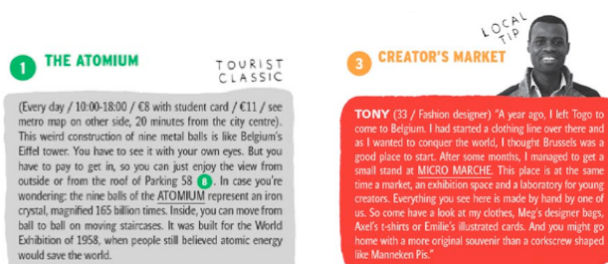 1 THE ATOMIUM
TOURIST
CLASSIC
(Every day / 10:00-18:00 / €8 with student card / €11 / see
metro map on other side, 20 minutes from the city centre).
This weird construction of nine metal balls is like Belgium's
Eiffel tower. You have to see it with your own eyes. But you
have to pay to get in, so you can just enjoy the view from
outside or from the roof of Parking 58 8. In case you're
wondering: the nine balls of the ATOMIUM represent an iron
crystal, magnified 165 billion times. Inside, you can move from
ball to ball on moving staircases. It was built for the World
Exhibition of 1958, when people still believed atomic energy
would save the world.
LOCAL
TIP
3 CREATOR'S MARKET
TONY (33 / Fashion designer) "A year ago, I left Togo to
come to Belgium. I had started a clothing line over there and
as I wanted to conquer the world, I thought Brussels was a
good place to start. After some months, I managed to get a
small stand at MICRO MARCHE. This place is at the same
time a market, an exhibition space and a laboratory for young
creators. Everything you see here is made by hand by one of
us. So come have a look at my clothes, Meg's designer bags,
Axel's t-shirts or Emilie's illustrated cards. And you might go
home with a more original souvenir than a corkscrew shaped
like Manneken Pis."